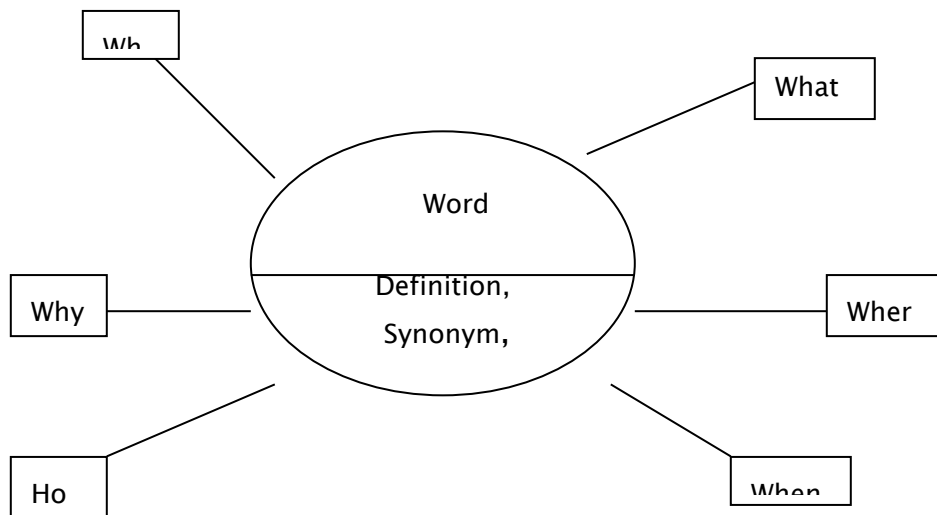 Wh
What
Word
Definition,
Synonym,
Why
Wher
Ho
When